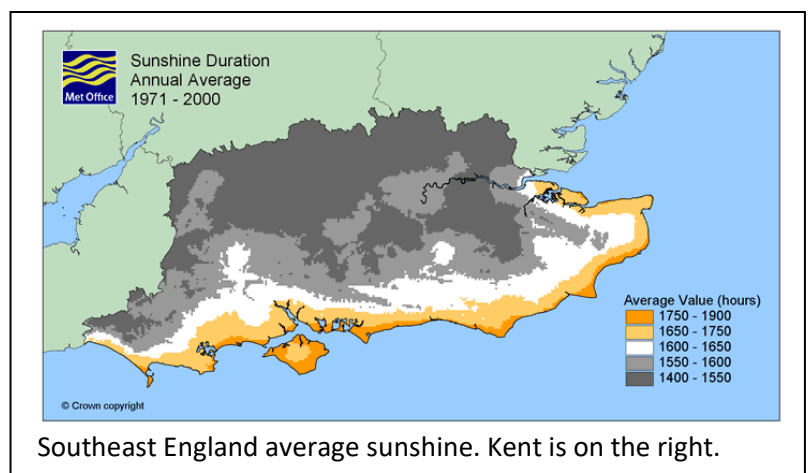 Sunshine Duration
Annual Average
1971 - 2000
Met Office
Average Value (hours)
1750 - 1900
1650 - 1750
1600 - 1650
1550 - 1600
1400 - 1550
© Crown copyright
Southeast England average sunshine. Kent is on the right.